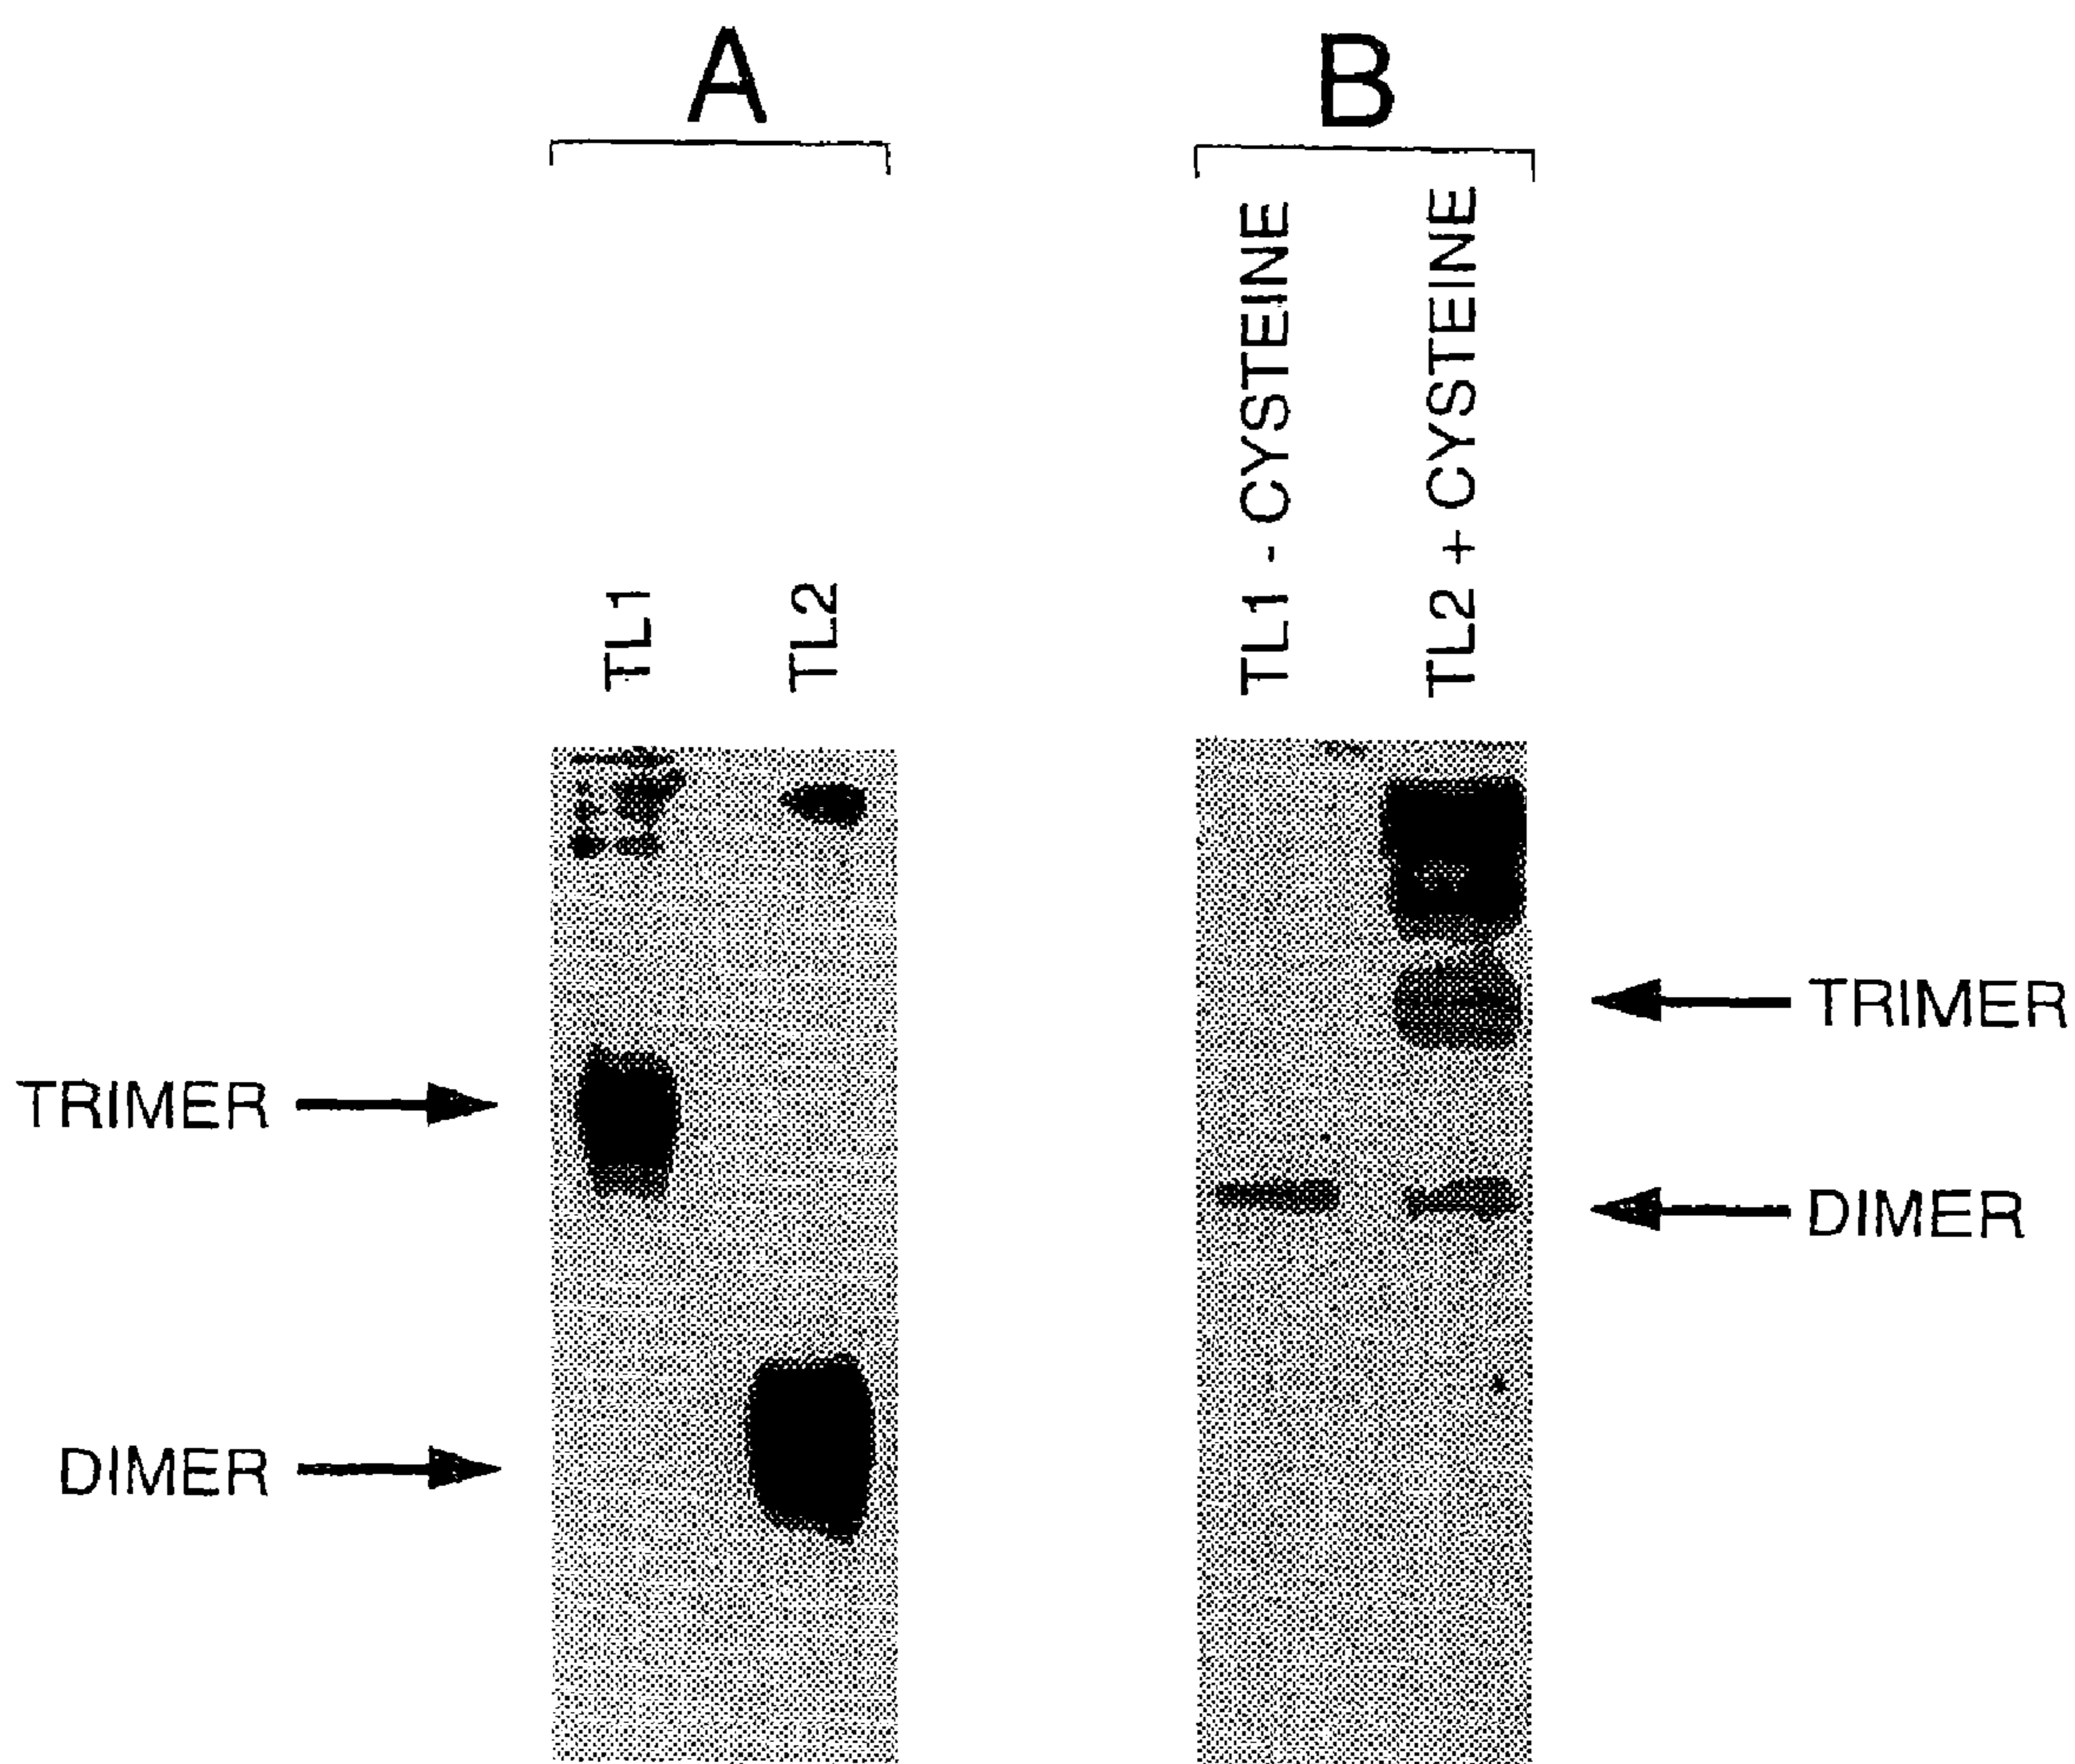 A
B
TL1
TL2
TL1 - CYSTEINE
TL2 + CYSTEINE
TRIMER
DIMER
TRIMER
DIMER